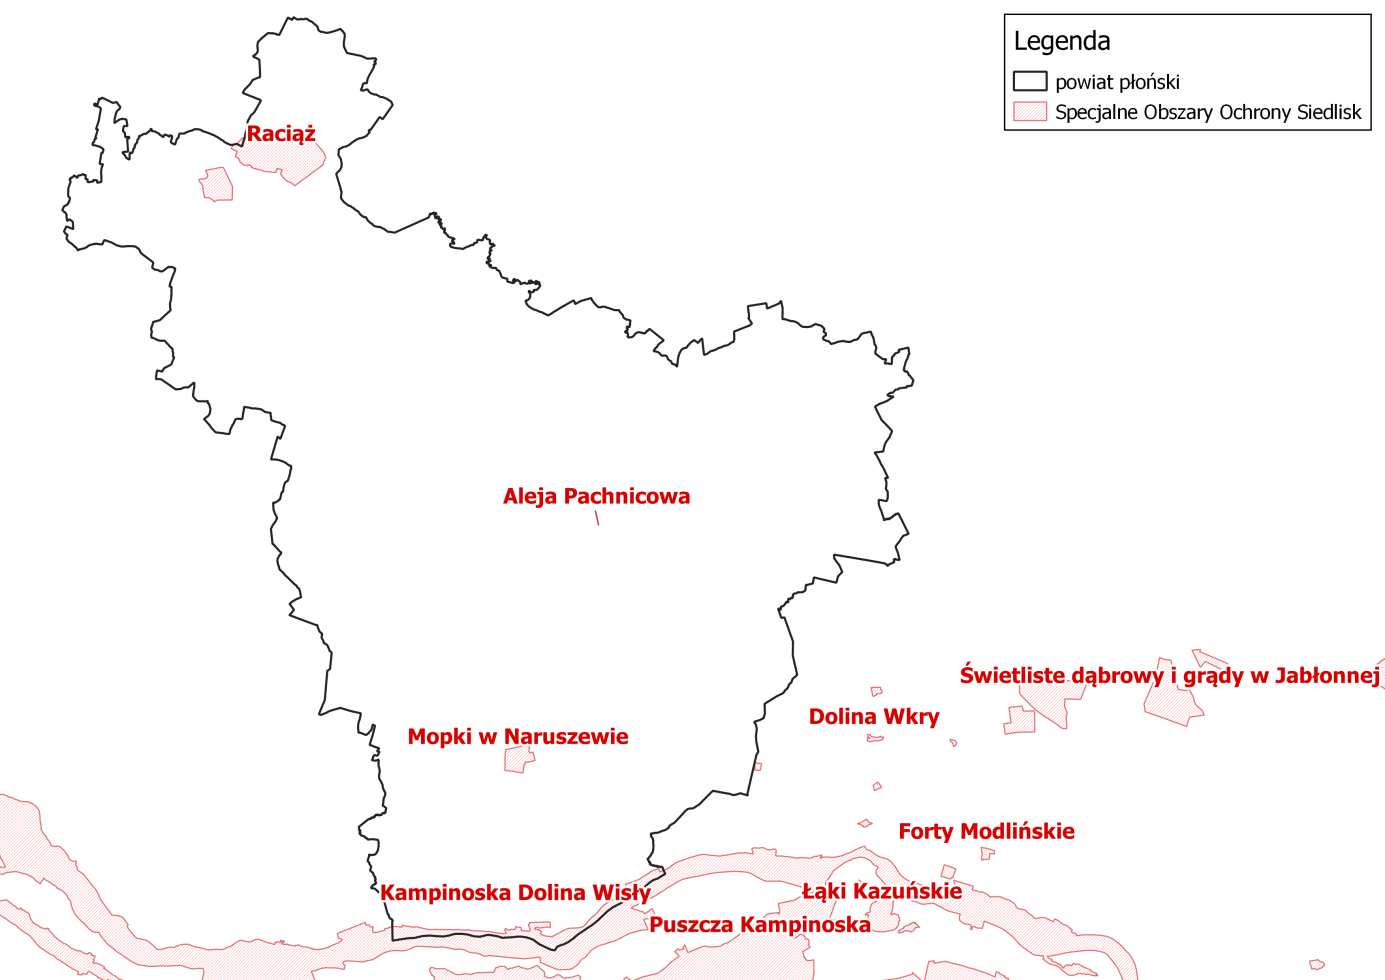 Legenda
powiat płoński
Specjalne Obszary Ochrony Siedlisk
Raciąż
Aleja Pachnicowa
Świetliste dąbrowy i grądy w Jabłonnej
Dolina Wkry
Mopki w Naruszewie
Forty Modlińskie
Kampinoska Dolina Wisły
Łąki Kazuńskie
Puszcza Kampinoska